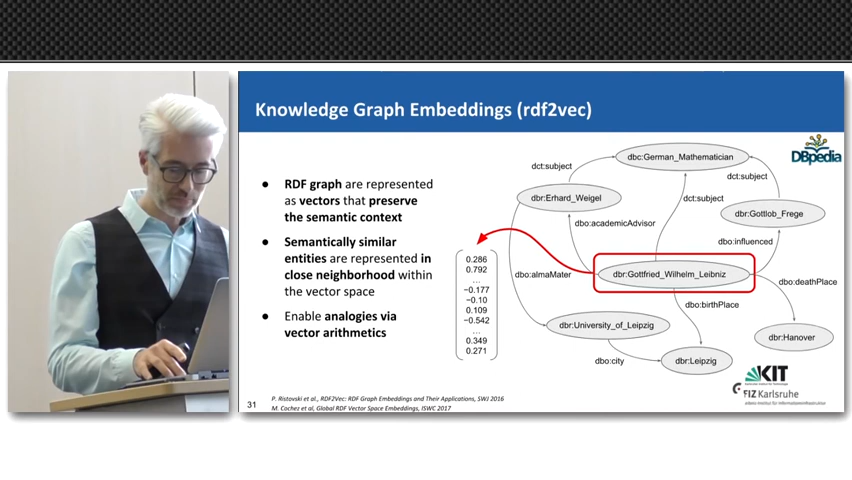 Knowledge Graph Embeddings (rdf2vec)
DBpedia
● RDF graph are represented
as vectors that preserve
the semantic context
● Semantically similar
entities are represented in
close neighborhood within
the vector space
● Enable analogies via
vector arithmetics
0.286
0.792
...
−0.177
−0.10
0.109
−0.542
...
0.349
0.271
dbc:German_Mathematician
dct:subject
dct:subject
dct:subject
dbr:Erhard_Weigel
dbr:Gottlob_Frege
dbo:academicAdvisor
dbo:influenced
dbo:almaMater
dbr:Gottfried_Wilhelm_Leibniz
dbo:deathPlace
dbo:birthPlace
dbr:University_of_Leipzig
dbr:Hanover
dbo:city
dbr:Leipzig
KIT
FIZ Karlsruhe
31
P. Ristovski et al., RDF2Vec: RDF Graph Embeddings and Their Applications, SWJ 2016
M. Cochez et al, Global RDF Vector Space Embeddings, ISWC 2017